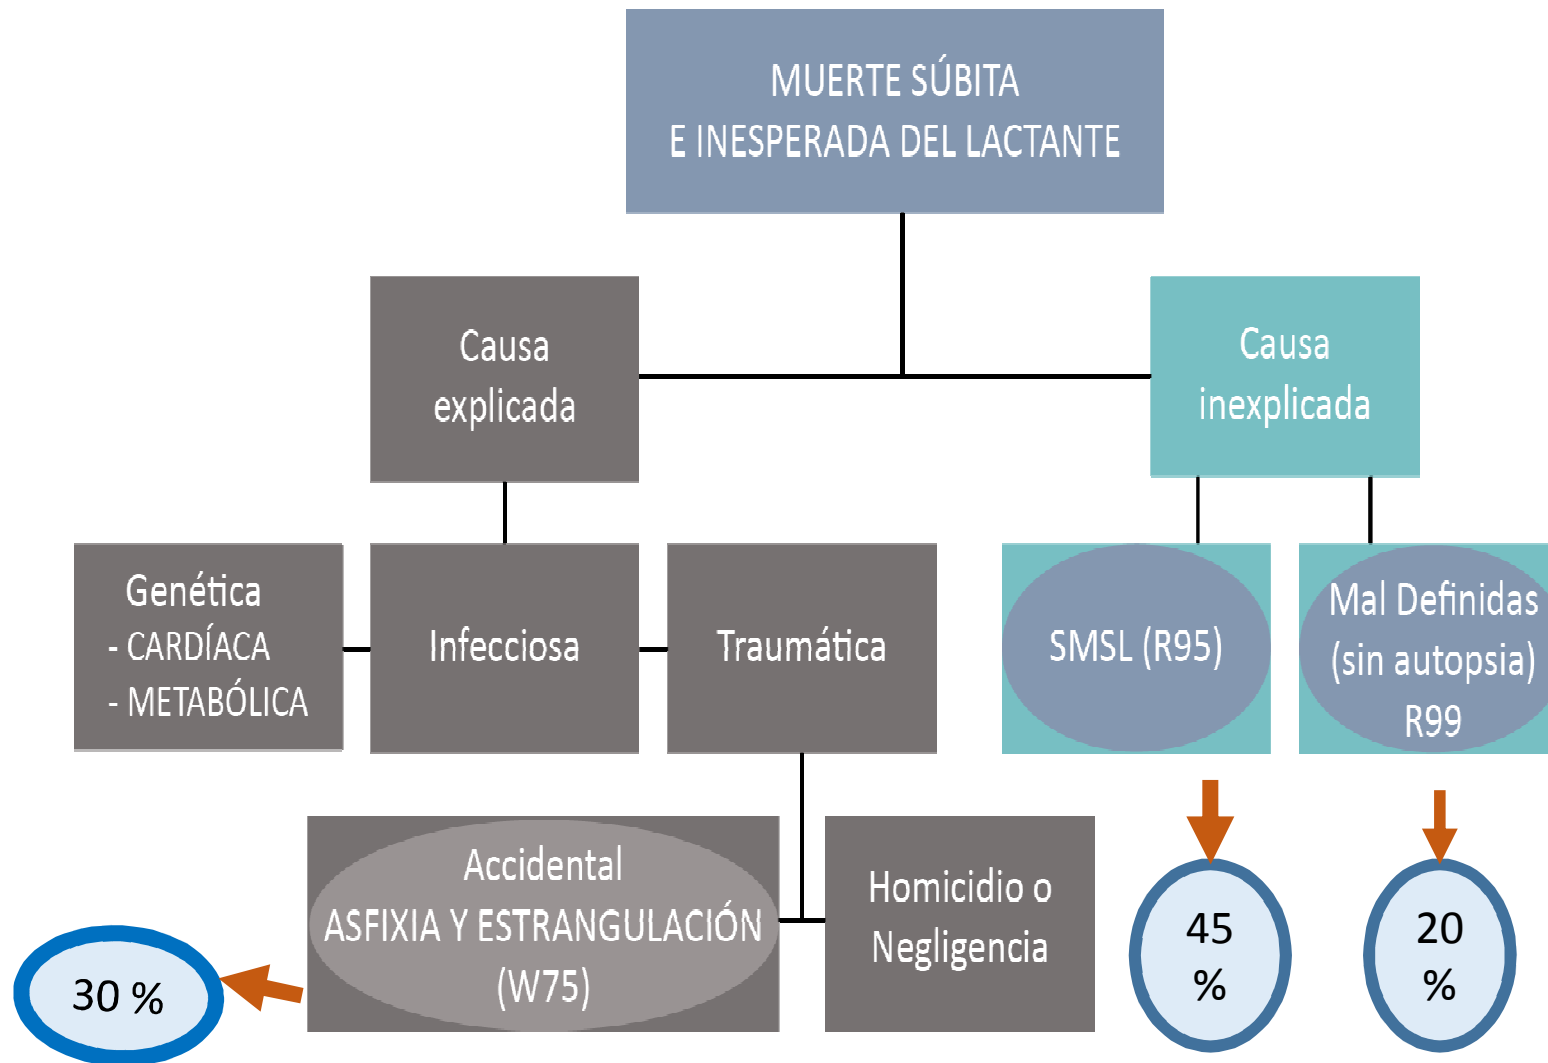 MUERTE SÚBITA
E INESPERADA DEL LACTANTE
Causa
explicada
Causa
inexplicada
Genética
- CARDÍACA
- METABÓLICA
Infecciosa
Traumática
SMSL (R95)
Mal Definidas
(sin autopsia)
R99
Accidental
ASFIXIA Y ESTRANGULACIÓN
(W75)
Homicidio o
Negligencia
30 %
45
%
20
%